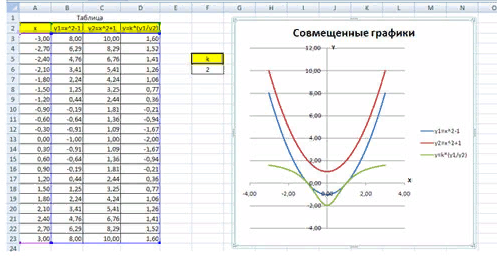 A B C D E F G H I J K L
1 Таблица
2 x y1=x^2-1 y2=x^2+1 y=k*(y1/y2)
3 -3,00 8,00 10,00 1,60
4 -2,70 6,29 8,29 1,52
5 -2,40 4,76 6,76 1,41 k
6 -2,10 3,41 5,41 1,26 2
7 -1,80 2,24 4,24 1,06
8 -1,50 1,25 3,25 0,77
9 -1,20 0,44 2,44 0,36
10 -0,90 -0,19 1,81 -0,21
11 -0,60 -0,64 1,36 -0,94
12 -0,30 -0,91 1,09 -1,67
13 0,00 -1,00 1,00 -2,00
14 0,30 -0,91 1,09 -1,67
15 0,60 -0,64 1,36 -0,94
16 0,90 -0,19 1,81 -0,21
17 1,20 0,44 2,44 0,36
18 1,50 1,25 3,25 0,77
19 1,80 2,24 4,24 1,06
20 2,10 3,41 5,41 1,26
21 2,40 4,76 6,76 1,41
22 2,70 6,29 8,29 1,52
23 3,00 8,00 10,00 1,60
24
Совмещенные графики
Y
12,00
10,00
8,00
6,00
4,00
2,00
-4,00 -2,00 0,00 2,00 4,00
X
-2,00
-4,00
y1=x^2-1
y2=x^2+1
y=k*(y1/y2)